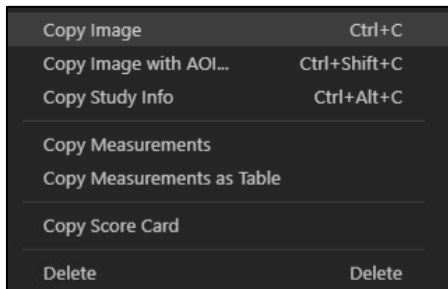 Copy Image Ctrl+C
Copy Image with AOI... Ctrl+Shift+C
Copy Study Info Ctrl+Alt+C
Copy Measurements
Copy Measurements as Table
Copy Score Card
Delete Delete